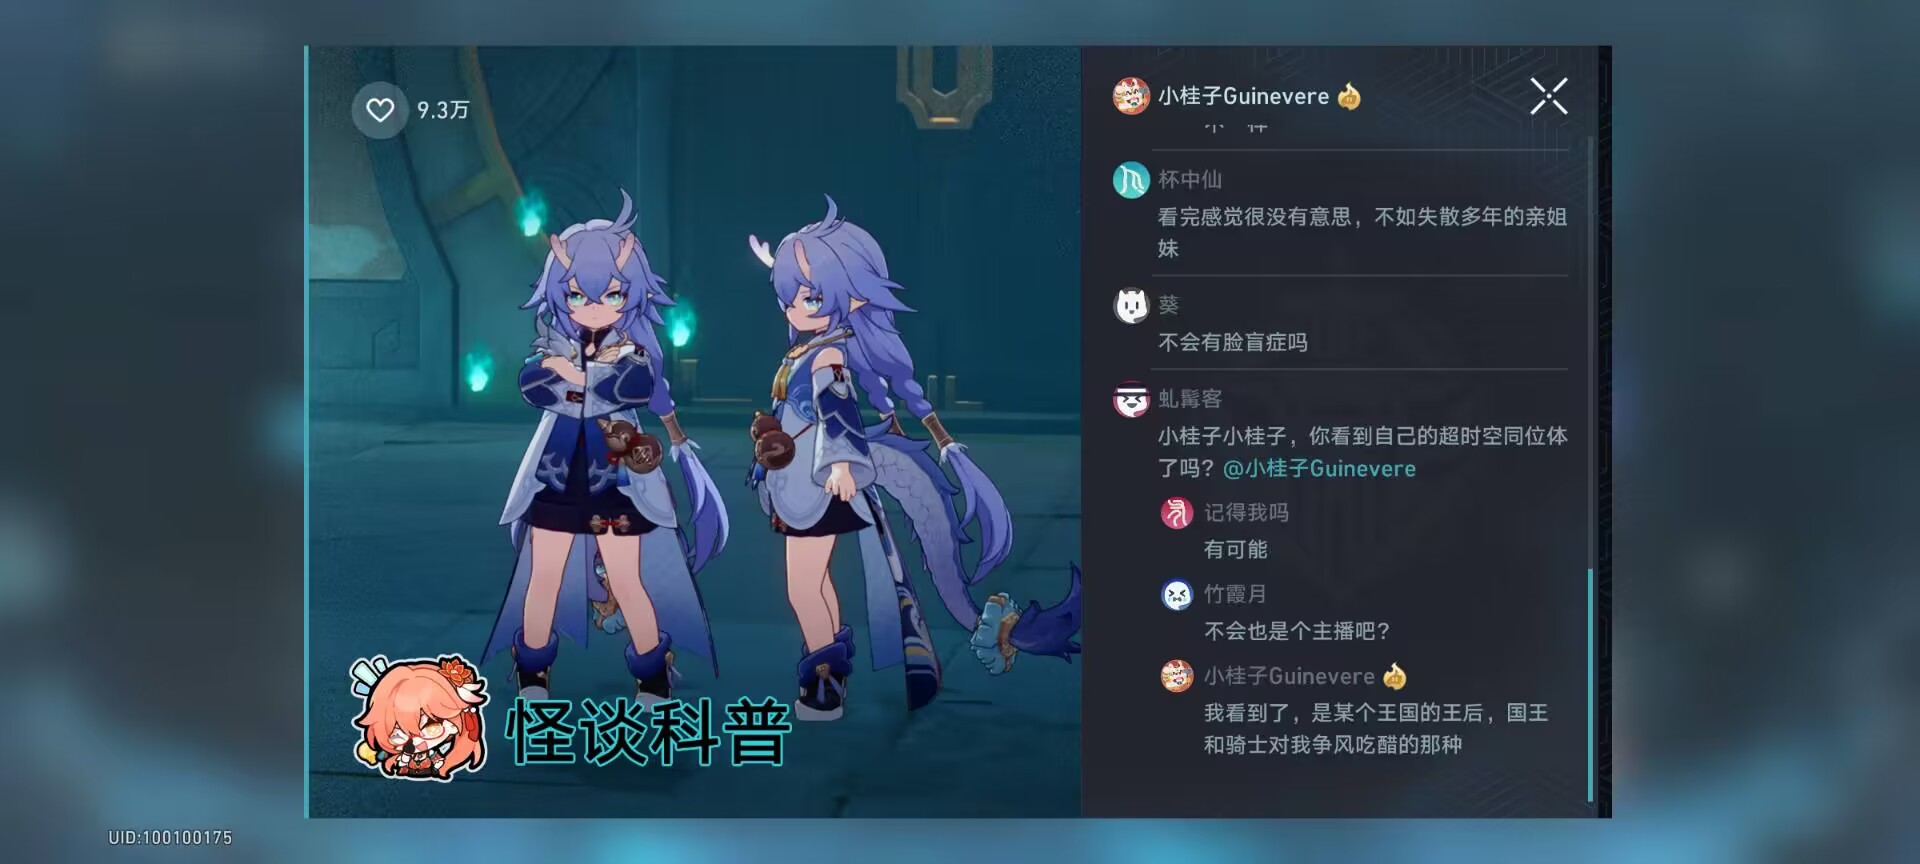 9.3万
怪谈科普
小桂子Guinevere
杯中仙
看完感觉很没有意思，不如失散多年的亲姐
妹
葵
不会有脸盲症吗
虬髯客
小桂子小桂子，你看到自己的超时空同位体
了吗？@小桂子Guinevere
记得我吗
有可能
竹霞月
不会也是个主播吧？
小桂子Guinevere
我看到了，是某个王国的王后，国王
和骑士对我争风吃醋的那种
UID:100100175